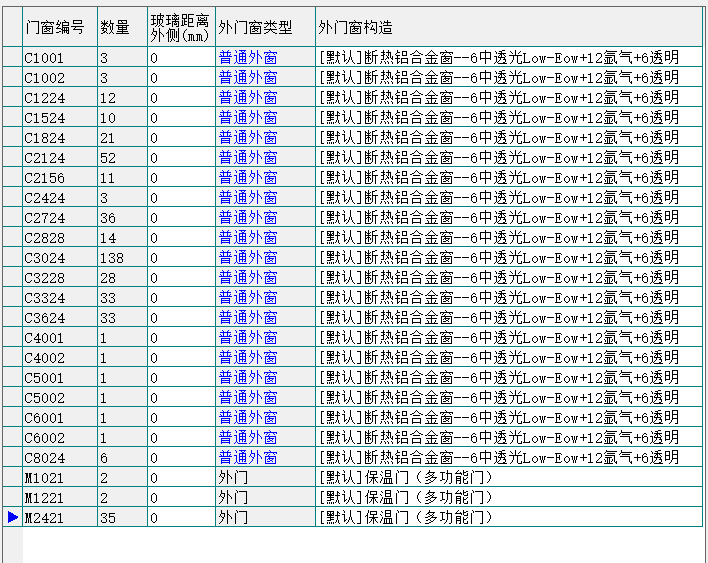 门窗编号 数量 玻璃距离外侧(mm) 外门窗类型 外门窗构造
C1001 3 0 普通外窗 [默认]断热铝合金窗--6中透光Low-Eow+12氩气+6透明
C1002 3 0 普通外窗 [默认]断热铝合金窗--6中透光Low-Eow+12氩气+6透明
C1224 12 0 普通外窗 [默认]断热铝合金窗--6中透光Low-Eow+12氩气+6透明
C1524 10 0 普通外窗 [默认]断热铝合金窗--6中透光Low-Eow+12氩气+6透明
C1824 21 0 普通外窗 [默认]断热铝合金窗--6中透光Low-Eow+12氩气+6透明
C2124 52 0 普通外窗 [默认]断热铝合金窗--6中透光Low-Eow+12氩气+6透明
C2156 11 0 普通外窗 [默认]断热铝合金窗--6中透光Low-Eow+12氩气+6透明
C2424 3 0 普通外窗 [默认]断热铝合金窗--6中透光Low-Eow+12氩气+6透明
C2724 36 0 普通外窗 [默认]断热铝合金窗--6中透光Low-Eow+12氩气+6透明
C2828 14 0 普通外窗 [默认]断热铝合金窗--6中透光Low-Eow+12氩气+6透明
C3024 138 0 普通外窗 [默认]断热铝合金窗--6中透光Low-Eow+12氩气+6透明
C3228 28 0 普通外窗 [默认]断热铝合金窗--6中透光Low-Eow+12氩气+6透明
C3324 33 0 普通外窗 [默认]断热铝合金窗--6中透光Low-Eow+12氩气+6透明
C3624 33 0 普通外窗 [默认]断热铝合金窗--6中透光Low-Eow+12氩气+6透明
C4001 1 0 普通外窗 [默认]断热铝合金窗--6中透光Low-Eow+12氩气+6透明
C4002 1 0 普通外窗 [默认]断热铝合金窗--6中透光Low-Eow+12氩气+6透明
C5001 1 0 普通外窗 [默认]断热铝合金窗--6中透光Low-Eow+12氩气+6透明
C5002 1 0 普通外窗 [默认]断热铝合金窗--6中透光Low-Eow+12氩气+6透明
C6001 1 0 普通外窗 [默认]断热铝合金窗--6中透光Low-Eow+12氩气+6透明
C6002 1 0 普通外窗 [默认]断热铝合金窗--6中透光Low-Eow+12氩气+6透明
C8024 6 0 普通外窗 [默认]断热铝合金窗--6中透光Low-Eow+12氩气+6透明
M1021 2 0 外门 [默认]保温门（多功能门）
M1221 2 0 外门 [默认]保温门（多功能门）
M2421 35 0 外门 [默认]保温门（多功能门）